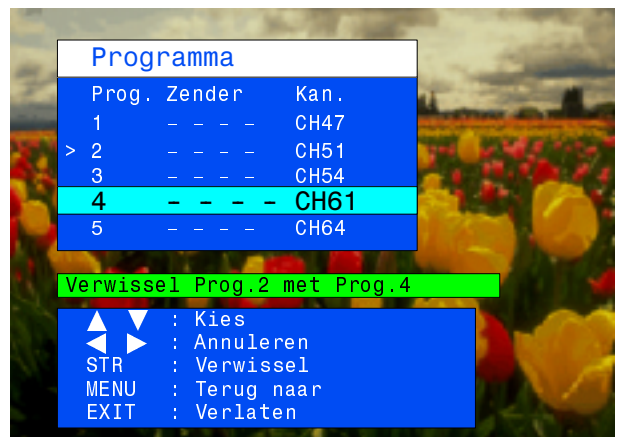 Programma
Prog. Zender Kan.
1 - - - - CH47
> 2 - - - - CH51
3 - - - - CH54
4 - - - - CH61
5 - - - - CH64
Verwissel Prog.2 met Prog.4
▲ ▼ : Kies
◀ ▶ : Annuleren
STR : Verwissel
MENU : Terug naar
EXIT : Verlaten